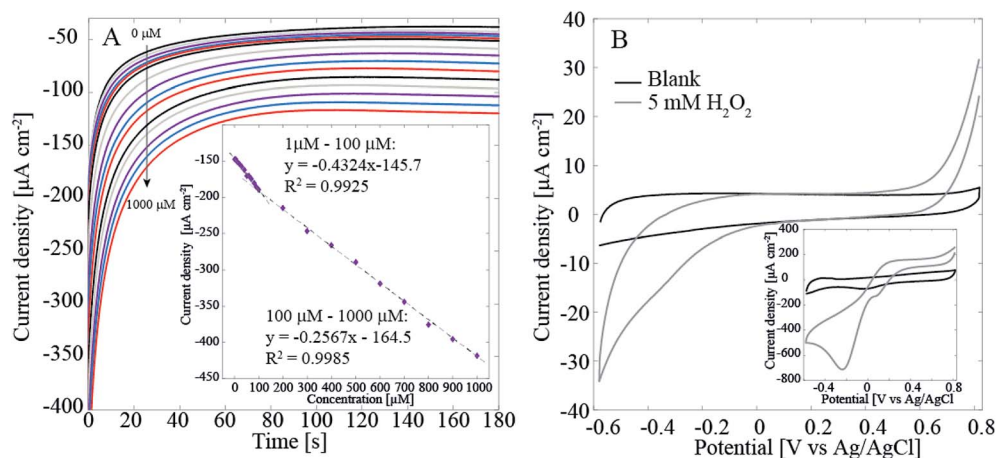 A
0 μM
1000 μM
-50
-100
-150
-200
-250
-300
-350
-400
Current density [μA cm⁻²]
0 20 40 60 80 100 120 140 160 180
Time [s]
1μM - 100 μM:
y = -0.4324x-145.7
R² = 0.9925
100 μM - 1000 μM:
y = -0.2567x - 164.5
R² = 0.9985
-150
-200
-250
-300
-350
-400
-450
Current density [μA cm⁻²]
0 100 200 300 400 500 600 700 800 900 1000
Concentration [μM]
B
Blank
5 mM H₂O₂
40
30
20
10
0
-10
-20
-30
-40
Current density [μA cm⁻²]
-0.6 -0.4 -0.2 0 0.2 0.4 0.6 0.8
Potential [V vs Ag/AgCl]
400
200
0
-200
-400
-600
-800
Current density [μA cm⁻²]
-0.4 0 0.4 0.8
Potential [V vs Ag/AgCl